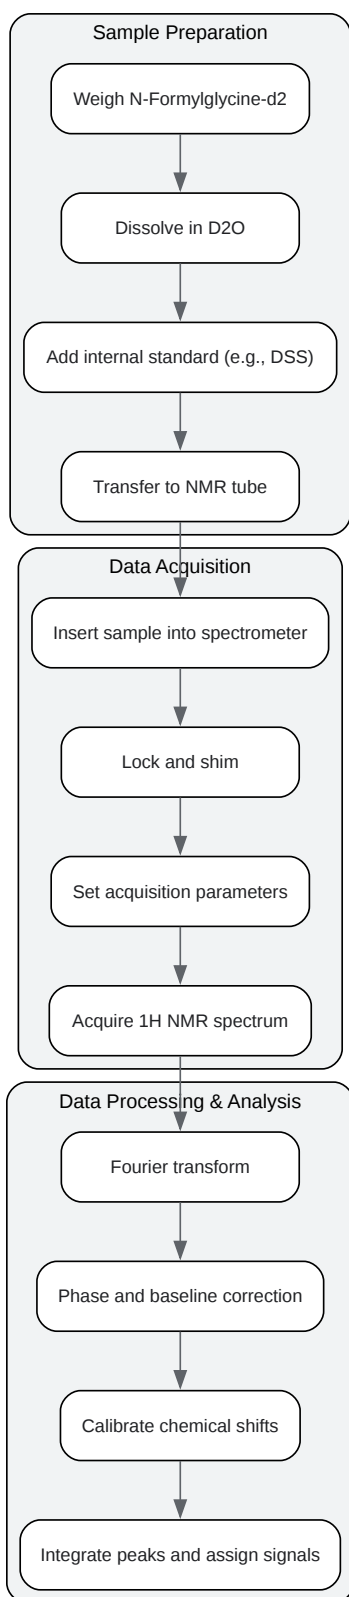 Sample Preparation
Weigh N-Formylglycine-d2
Dissolve in D2O
Add internal standard (e.g., DSS)
Transfer to NMR tube
Data Acquisition
Insert sample into spectrometer
Lock and shim
Set acquisition parameters
Acquire 1H NMR spectrum
Data Processing & Analysis
Fourier transform
Phase and baseline correction
Calibrate chemical shifts
Integrate peaks and assign signals